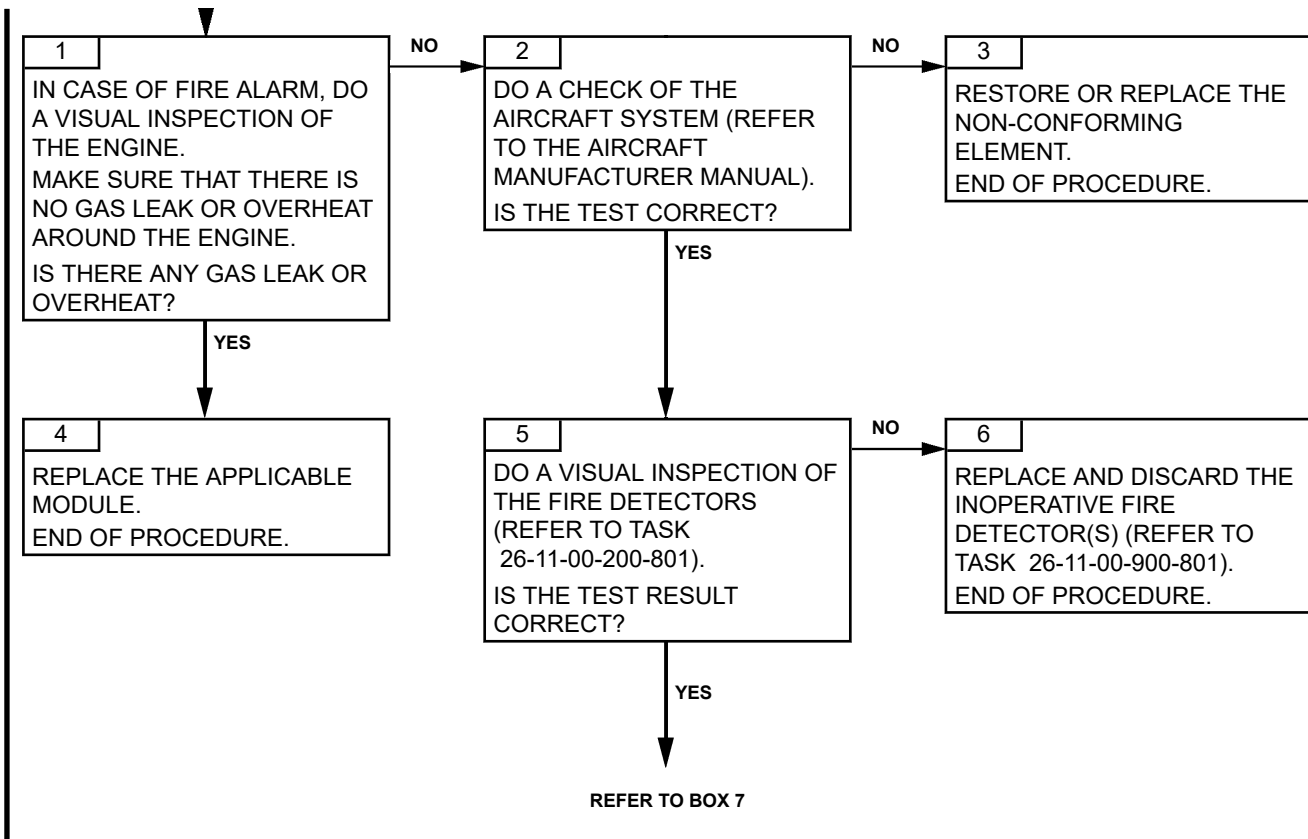 1
IN CASE OF FIRE ALARM, DO
A VISUAL INSPECTION OF
THE ENGINE.
MAKE SURE THAT THERE IS
NO GAS LEAK OR OVERHEAT
AROUND THE ENGINE.
IS THERE ANY GAS LEAK OR
OVERHEAT?
NO
2
DO A CHECK OF THE
AIRCRAFT SYSTEM (REFER
TO THE AIRCRAFT
MANUFACTURER MANUAL).
IS THE TEST CORRECT?
NO
3
RESTORE OR REPLACE THE
NON-CONFORMING
ELEMENT.
END OF PROCEDURE.
YES
YES
4
REPLACE THE APPLICABLE
MODULE.
END OF PROCEDURE.
5
DO A VISUAL INSPECTION OF
THE FIRE DETECTORS
(REFER TO TASK
26-11-00-200-801).
IS THE TEST RESULT
CORRECT?
NO
6
REPLACE AND DISCARD THE
INOPERATIVE FIRE
DETECTOR(S) (REFER TO
TASK 26-11-00-900-801).
END OF PROCEDURE.
YES
REFER TO BOX 7